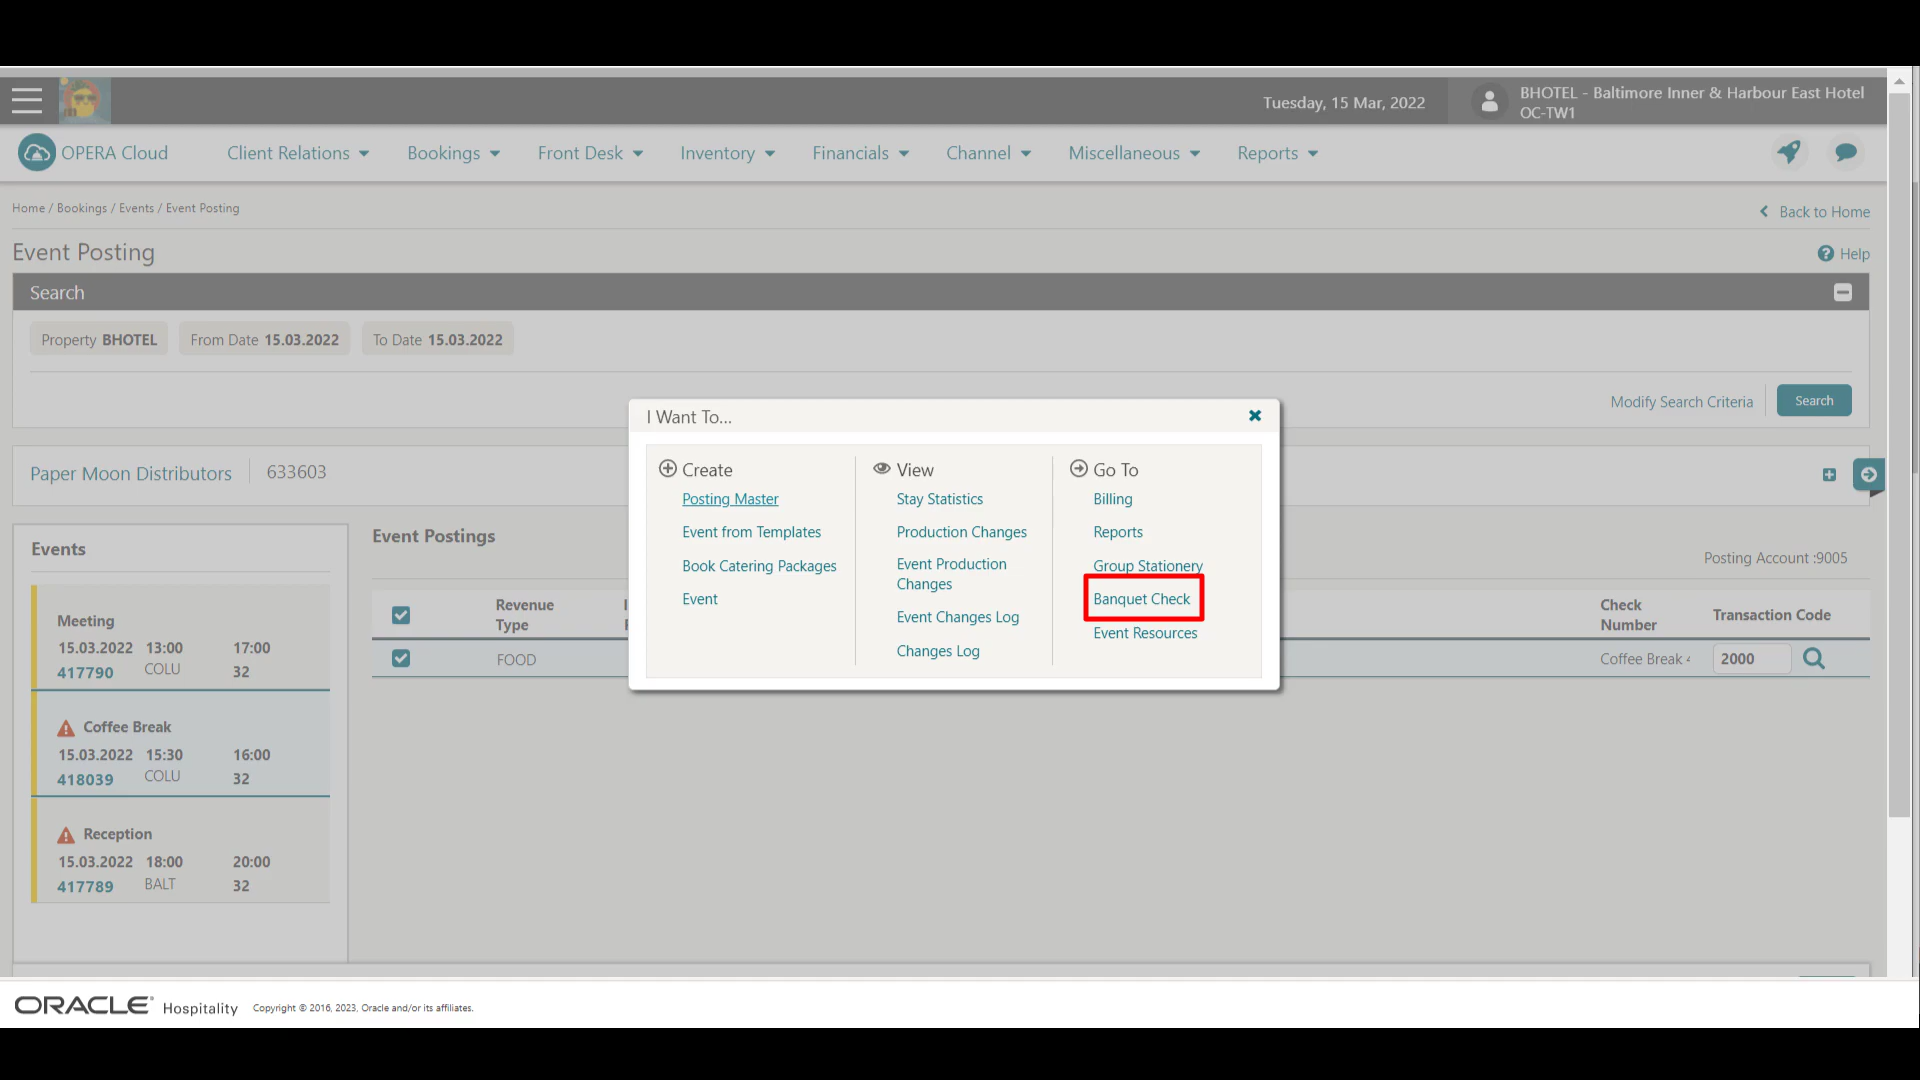 Tuesday, 15 Mar, 2022
BHOTEL - Baltimore Inner & Harbour East Hotel
OC-TW1
OPERA Cloud Client Relations Bookings Front Desk Inventory Financials Channel Miscellaneous Reports
Home / Bookings / Events / Event Posting
Back to Home
Event Posting
Help
Search
Property BHOTEL From Date 15.03.2022 To Date 15.03.2022
Modify Search Criteria Search
Paper Moon Distributors 633603
I Want To...
Create
Posting Master
Event from Templates
Book Catering Packages
Event
View
Stay Statistics
Production Changes
Event Production
Changes
Event Changes Log
Changes Log
Go To
Billing
Reports
Group Stationery
Banquet Check
Event Resources
Events
Meeting
15.03.2022 13:00 17:00
417790 COLU 32
Coffee Break
15.03.2022 15:30 16:00
418039 COLU 32
Reception
15.03.2022 18:00 20:00
417789 BALT 32
Event Postings
Posting Account :9005
Revenue
Type
Check
Number
Transaction Code
FOOD
Coffee Break
2000
ORACLE Hospitality Copyright © 2016, 2023, Oracle and/or its affiliates.